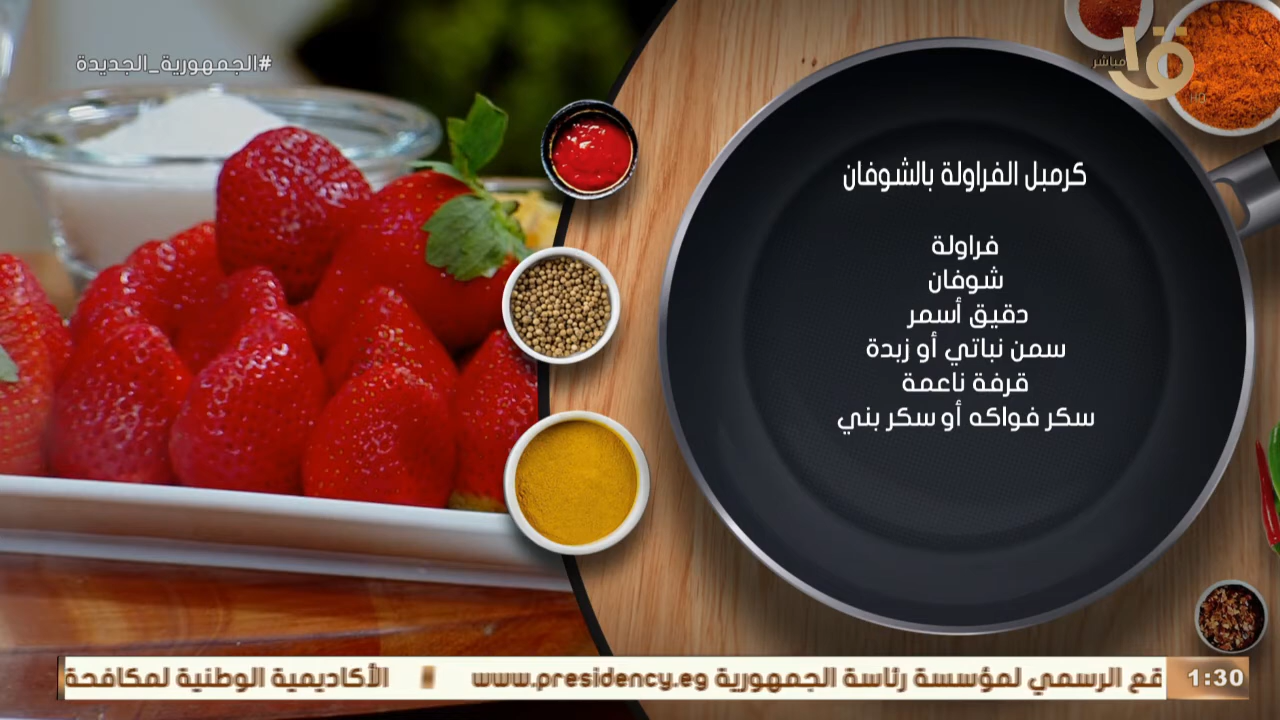 #الجمهورية_الجديدة
مباشر
كرمبل الفراولة بالشوفان
فراولة
شوفان
دقيق أسمر
سمن نباتي أو زبدة
قرفة ناعمة
سكر فواكه أو سكر بني
1:30
قع الرسمي لمؤسسة رئاسة الجمهورية www.presidency.eg
الأكاديمية الوطنية لمكافحة